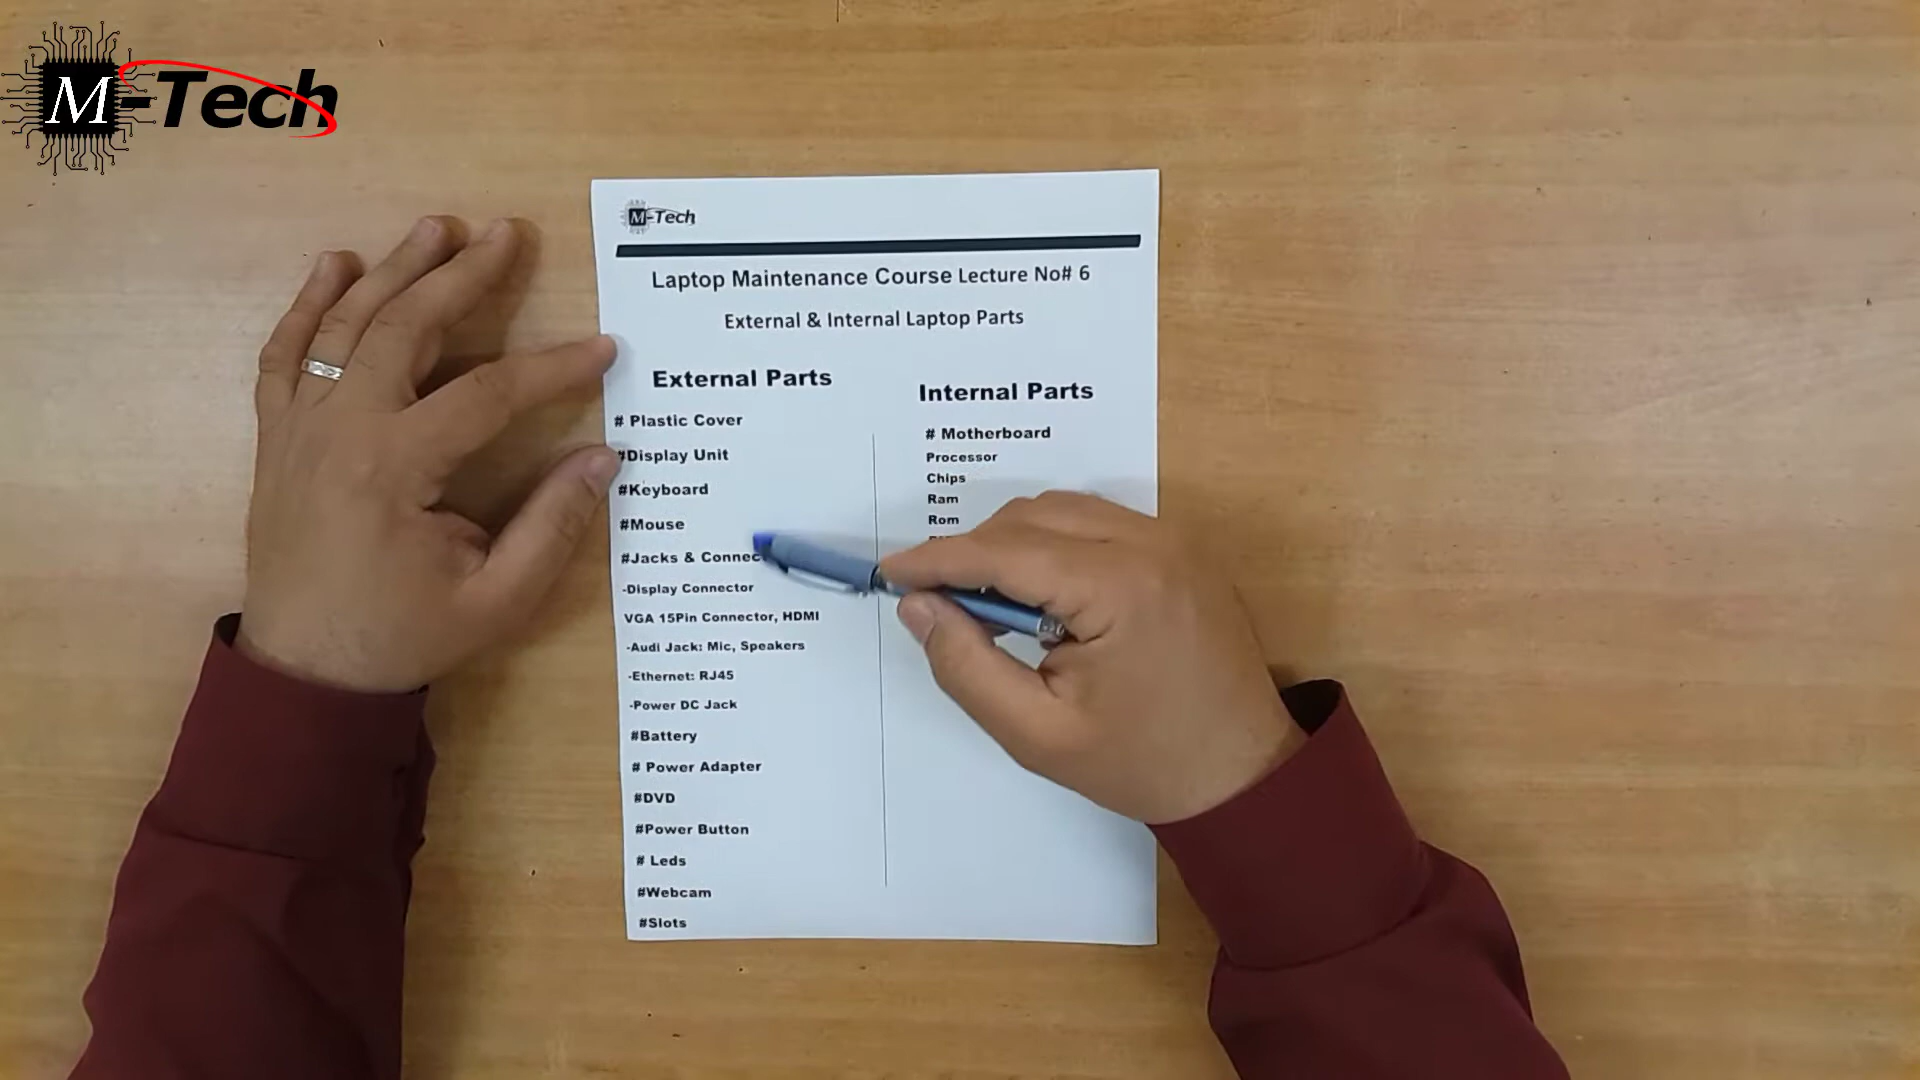 M-Tech
M-Tech
Laptop Maintenance Course Lecture No# 6
External & Internal Laptop Parts
External Parts
# Plastic Cover
#Display Unit
#Keyboard
#Mouse
#Jacks & Connec
-Display Connector
VGA 15Pin Connector, HDMI
-Audi Jack: Mic, Speakers
-Ethernet: RJ45
-Power DC Jack
#Battery
# Power Adapter
#DVD
#Power Button
# Leds
#Webcam
#Slots
Internal Parts
# Motherboard
Processor
Chips
Ram
Rom